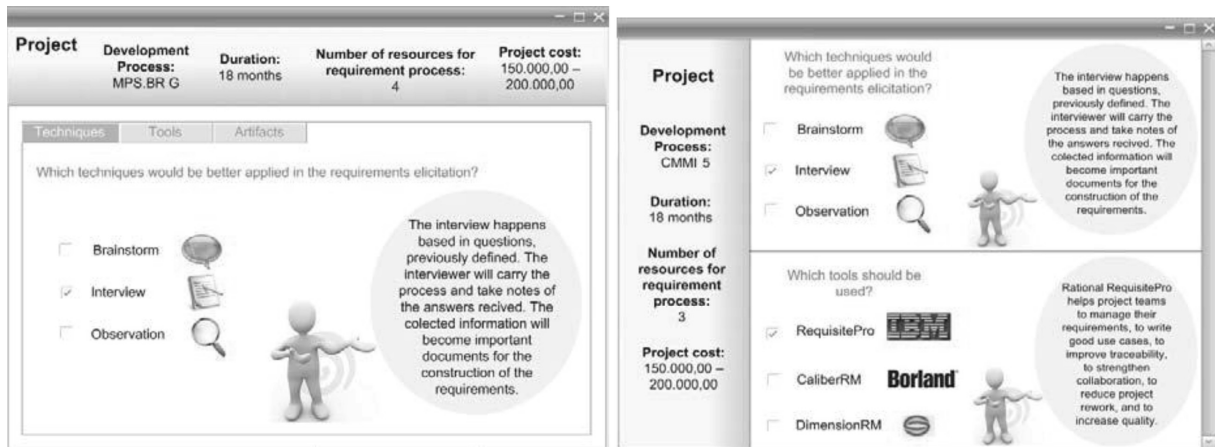 Project
Development
Process:
MPS.BR G
Duration:
18 months
Number of resources for
requirement process:
4
Project cost:
150.000,00 –
200.000,00
Techniques
Tools
Artifacts
Which techniques would be better applied in the requirements elicitation?
Brainstorm
Interview
Observation
The interview happens
based in questions,
previously defined. The
interviewer will carry the
process and take notes of
the answers recived. The
colected information will
become important
documents for the
construction of the
requirements.
Project
Development
Process:
CMMI 5
Duration:
18 months
Number of
resources for
requirement
process:
3
Project cost:
150.000,00 –
200.000,00
Which techniques would
be better applied in the
requirements elicitation?
Brainstorm
Interview
Observation
The interview happens
based in questions,
previously defined. The
interviewer will carry the
process and take notes of
the answers recived. The
colected information will
become important
documents for the
construction of the
requirements.
Which tools should be
used?
RequisitePro
IBM
CaliberRM
Borland
DimensionRM
Rational RequisitePro
helps project teams
to manage their
requirements, to write
good use cases, to
improve traceability,
to strengthen
collaboration, to
reduce project
rework, and to
increase quality.